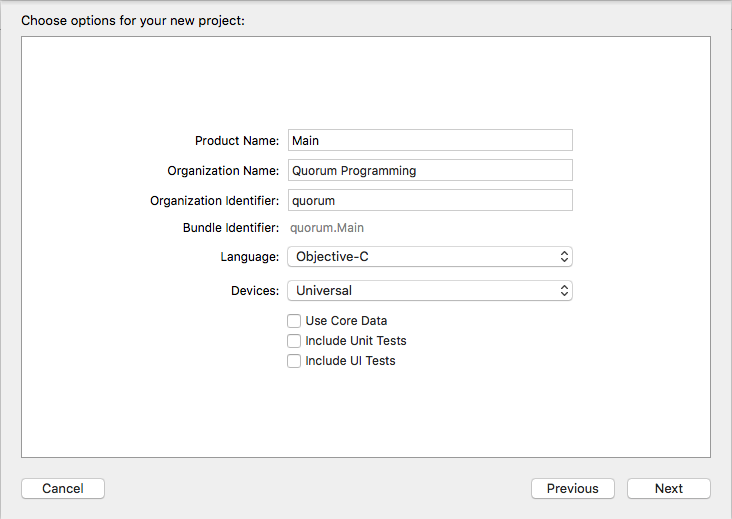 Choose options for your new project:
Product Name: Main
Organization Name: Quorum Programming
Organization Identifier: quorum
Bundle Identifier: quorum.Main
Language: Objective-C
Devices: Universal
Use Core Data
Include Unit Tests
Include UI Tests
Cancel Previous Next